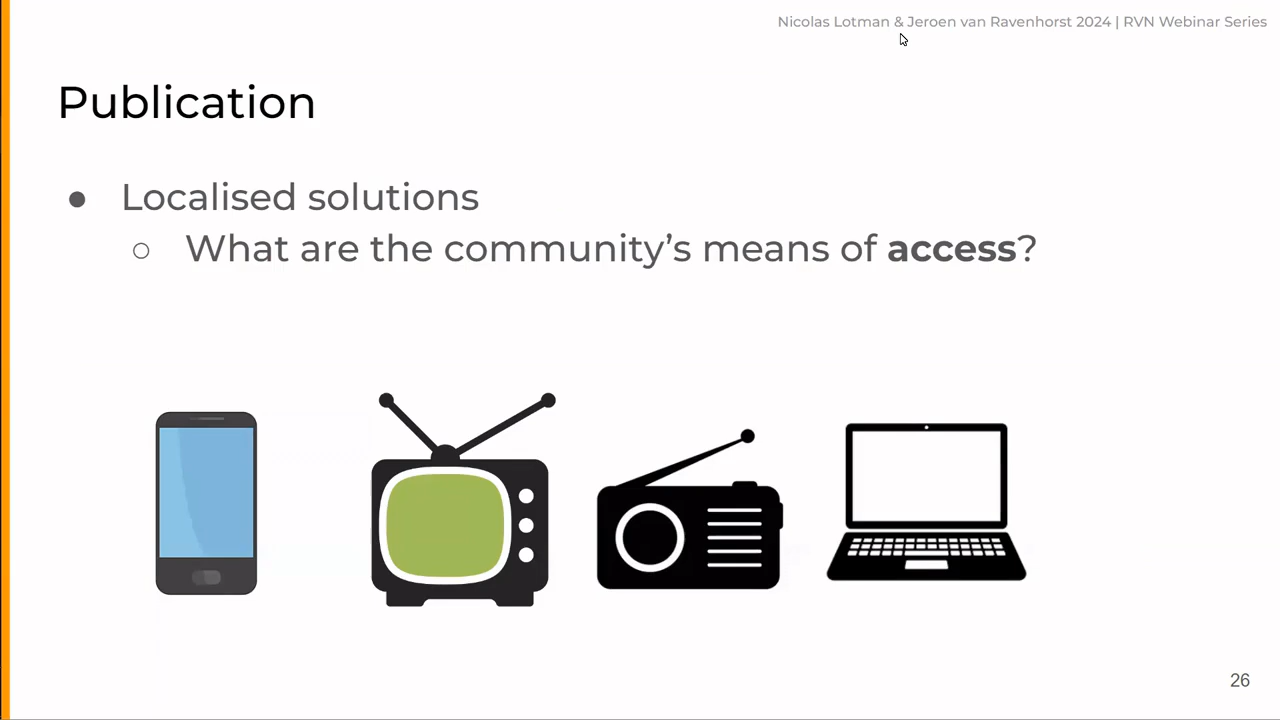 Nicolas Lotman & Jeroen van Ravenhorst 2024 | RVN Webinar Series
Publication
● Localised solutions
○ What are the community’s means of access?
26